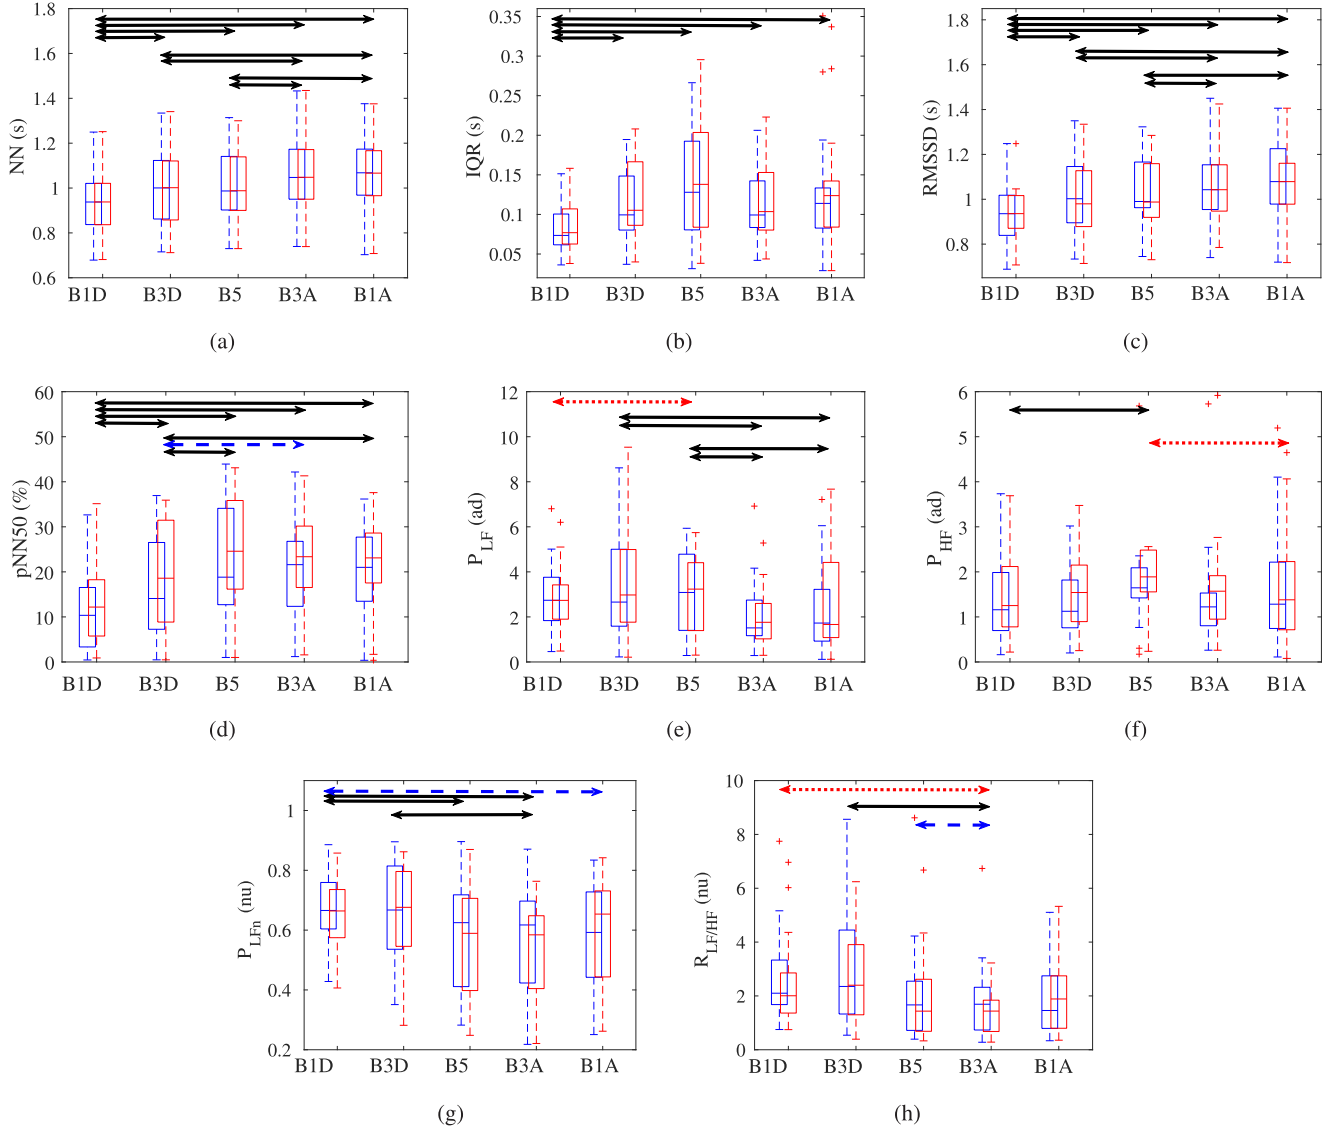 1.8
1.6
1.4
1.2
1
0.8
0.6
NN (s)
B1D B3D B5 B3A B1A
(a)
0.35
0.3
0.25
0.2
0.15
0.1
0.05
IQR (s)
B1D B3D B5 B3A B1A
(b)
1.8
1.6
1.4
1.2
1
0.8
RMSSD (s)
B1D B3D B5 B3A B1A
(c)
60
50
40
30
20
10
0
pNN50 (%)
B1D B3D B5 B3A B1A
(d)
12
10
8
6
4
2
0
P_LF (ad)
B1D B3D B5 B3A B1A
(e)
6
5
4
3
2
1
0
P_HF (ad)
B1D B3D B5 B3A B1A
(f)
1
0.8
0.6
0.4
0.2
P_LFn (nu)
B1D B3D B5 B3A B1A
(g)
10
8
6
4
2
0
R_LF/HF (nu)
B1D B3D B5 B3A B1A
(h)